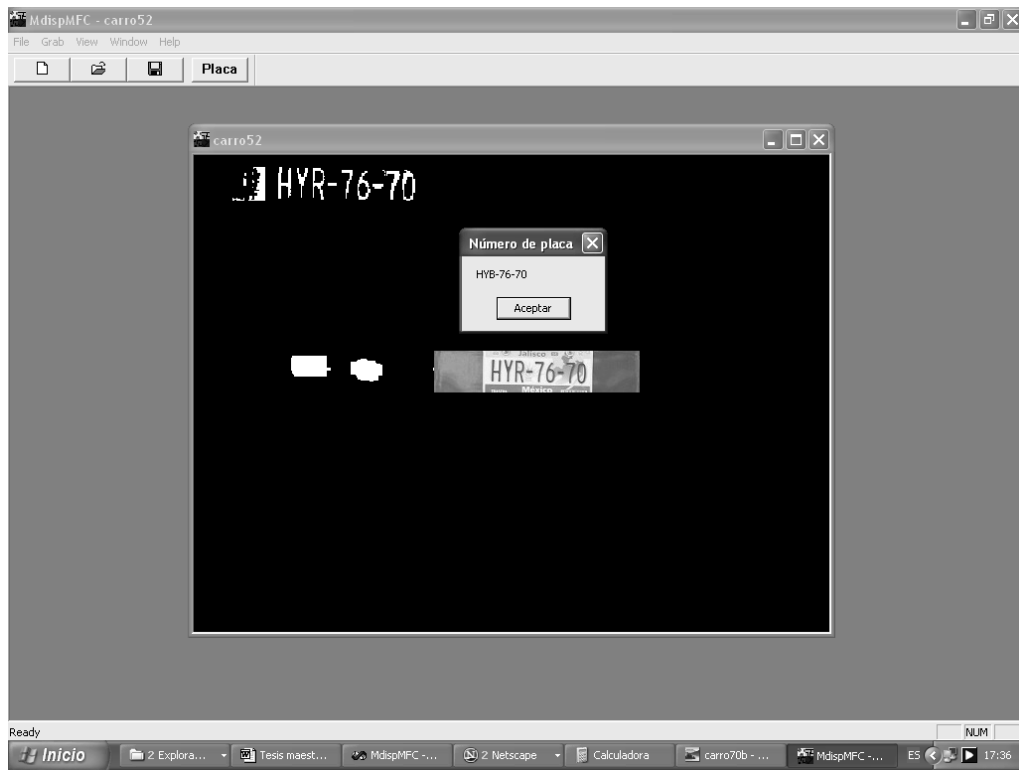 MdispMFC - carro52
File Grab View Window Help
Placa
carro52
HYR-76-70
Número de placa
HYB-76-70
Aceptar
Jalisco
HYR-76-70
México
Ready
NUM
Inicio
2 Explora...
Tesis maest...
MdispMFC -...
2 Netscape
Calculadora
carro70b - ...
MdispMFC -...
ES
17:36